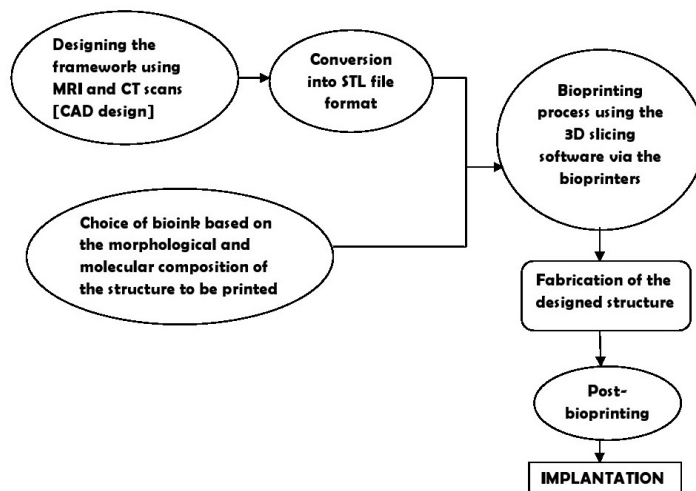 Designing the
framework using
MRI and CT scans
[CAD design]
Conversion
into STL file
format
Choice of bioink based on
the morphological and
molecular composition of
the structure to be printed
Bioprinting
process using the
3D slicing
software via the
bioprinters
Fabrication of the
designed structure
Post-
bioprinting
IMPLANTATION